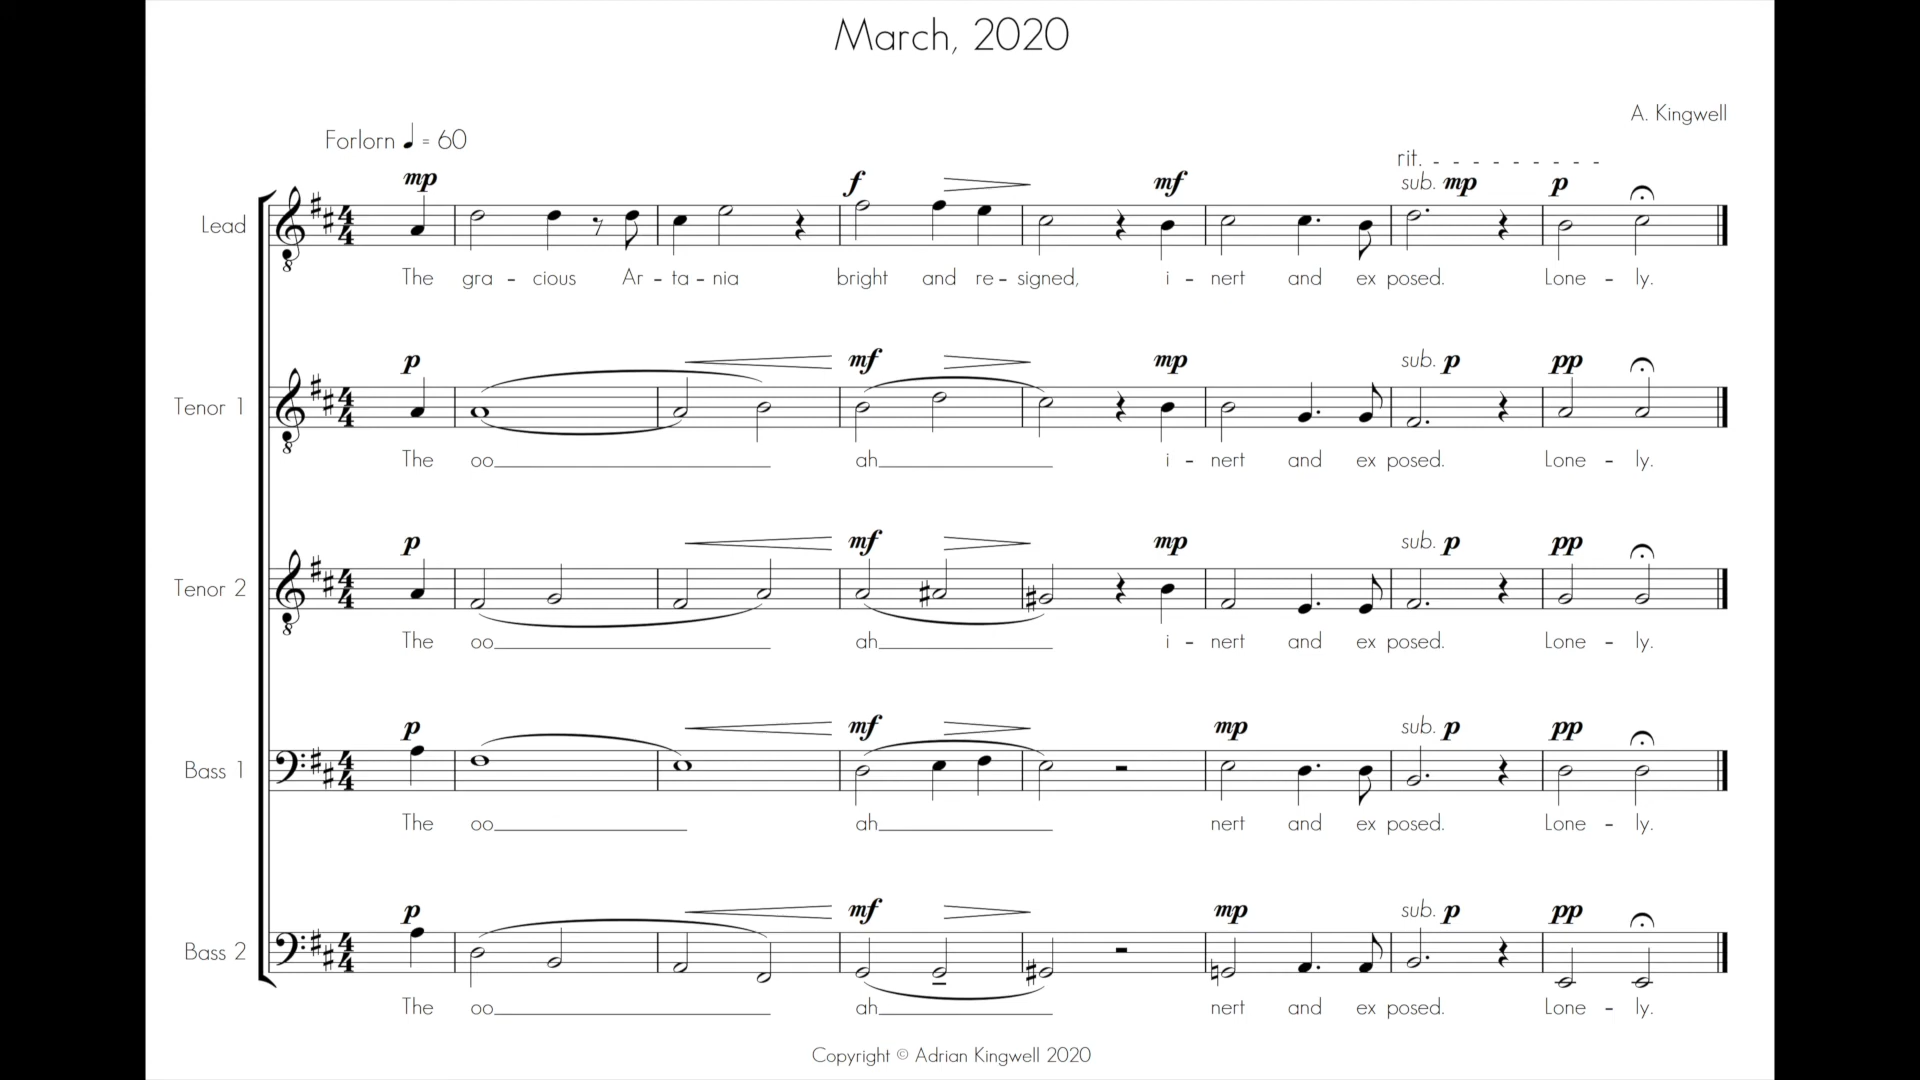 March, 2020
A. Kingwell
Forlorn ♩ = 60
rit. - - - - - - - - -
mp f mf sub. mp p
Lead
The gra - cious Ar - ta - nia bright and re - signed, i - nert and ex posed. Lone - ly.
p mf mp sub. p pp
Tenor 1
The oo ah i - nert and ex posed. Lone - ly.
p mf mp sub. p pp
Tenor 2
The oo ah i - nert and ex posed. Lone - ly.
p mf mp sub. p pp
Bass 1
The oo ah nert and ex posed. Lone - ly.
p mf mp sub. p pp
Bass 2
The oo ah nert and ex posed. Lone - ly.
Copyright © Adrian Kingwell 2020